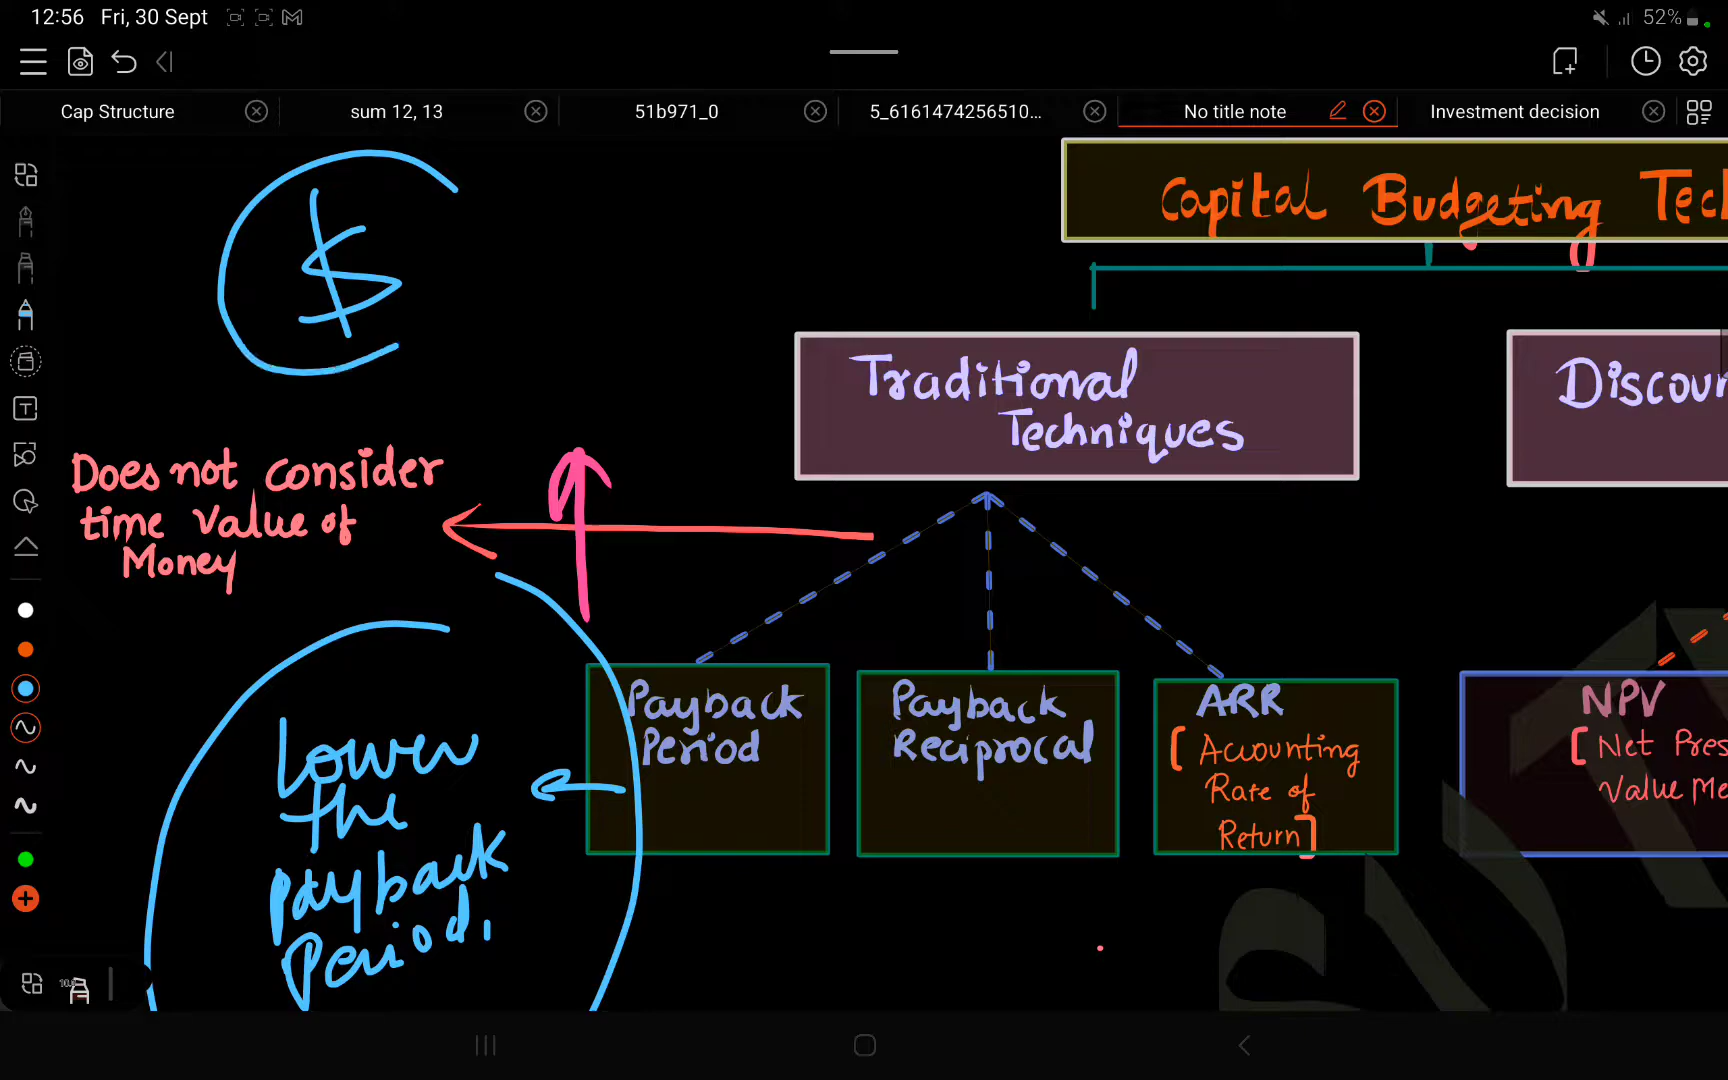 12:56 Fri, 30 Sept
52%
Cap Structure
sum 12, 13
51b971_0
5_6161474256510...
No title note
Investment decision
Capital Budgeting Tec
$
Traditional
Techniques
Discoun
Does not consider
time Value of
Money
Payback
Period
Payback
Reciprocal
ARR
[ Accounting
Rate of
Return]
NPV
[ Net Pres
Value Me
Lower
the
payback
Period,